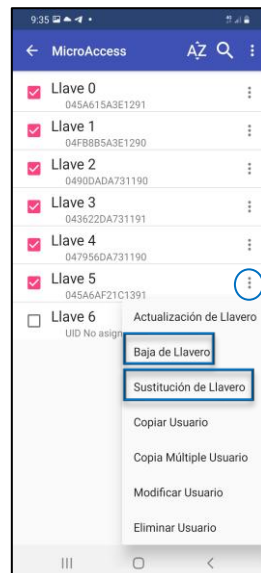 9:35
MicroAccess AZ
Llave 0
045A615A3E1291
Llave 1
04FB8B5A3E1290
Llave 2
0490DADA731190
Llave 3
043622DA731191
Llave 4
047956DA731190
Llave 5
045A6AF21C1391
Llave 6
UID No asign
Actualización de Llavero
Baja de Llavero
Sustitución de Llavero
Copiar Usuario
Copia Múltiple Usuario
Modificar Usuario
Eliminar Usuario